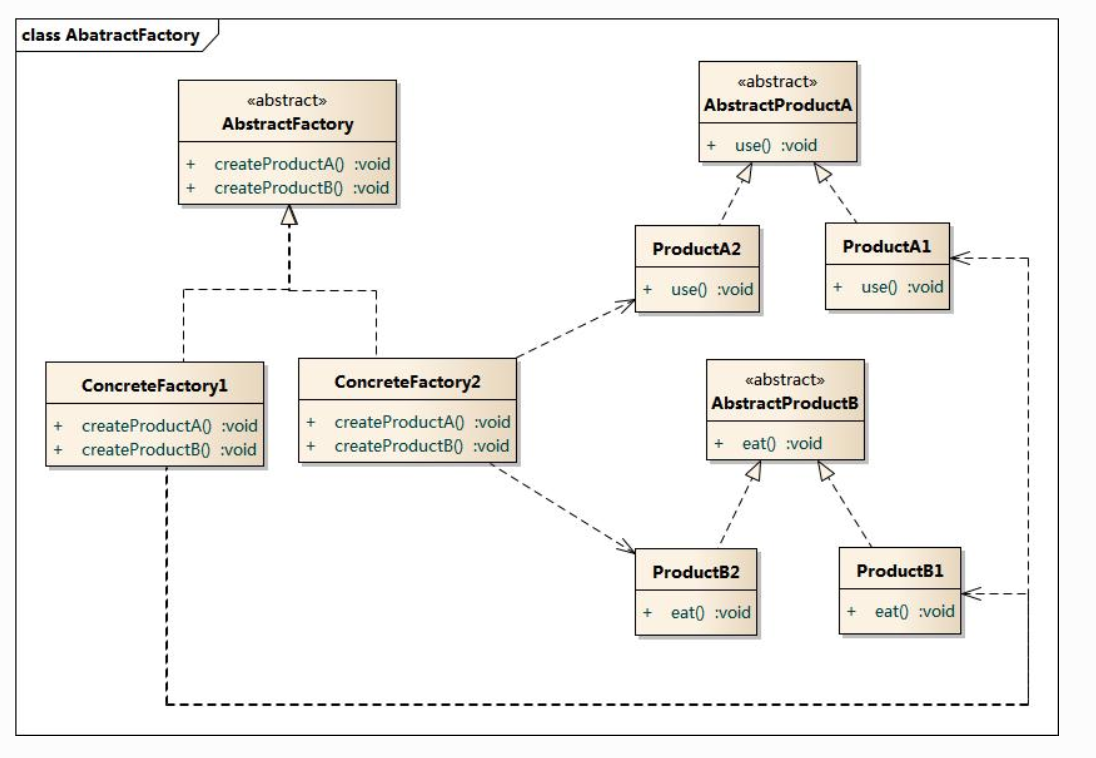 class AbatractFactory
«abstract»
AbstractFactory
+ createProductA() :void
+ createProductB() :void
«abstract»
AbstractProductA
+ use() :void
ProductA2
+ use() :void
ProductA1
+ use() :void
ConcreteFactory1
+ createProductA() :void
+ createProductB() :void
ConcreteFactory2
+ createProductA() :void
+ createProductB() :void
«abstract»
AbstractProductB
+ eat() :void
ProductB2
+ eat() :void
ProductB1
+ eat() :void